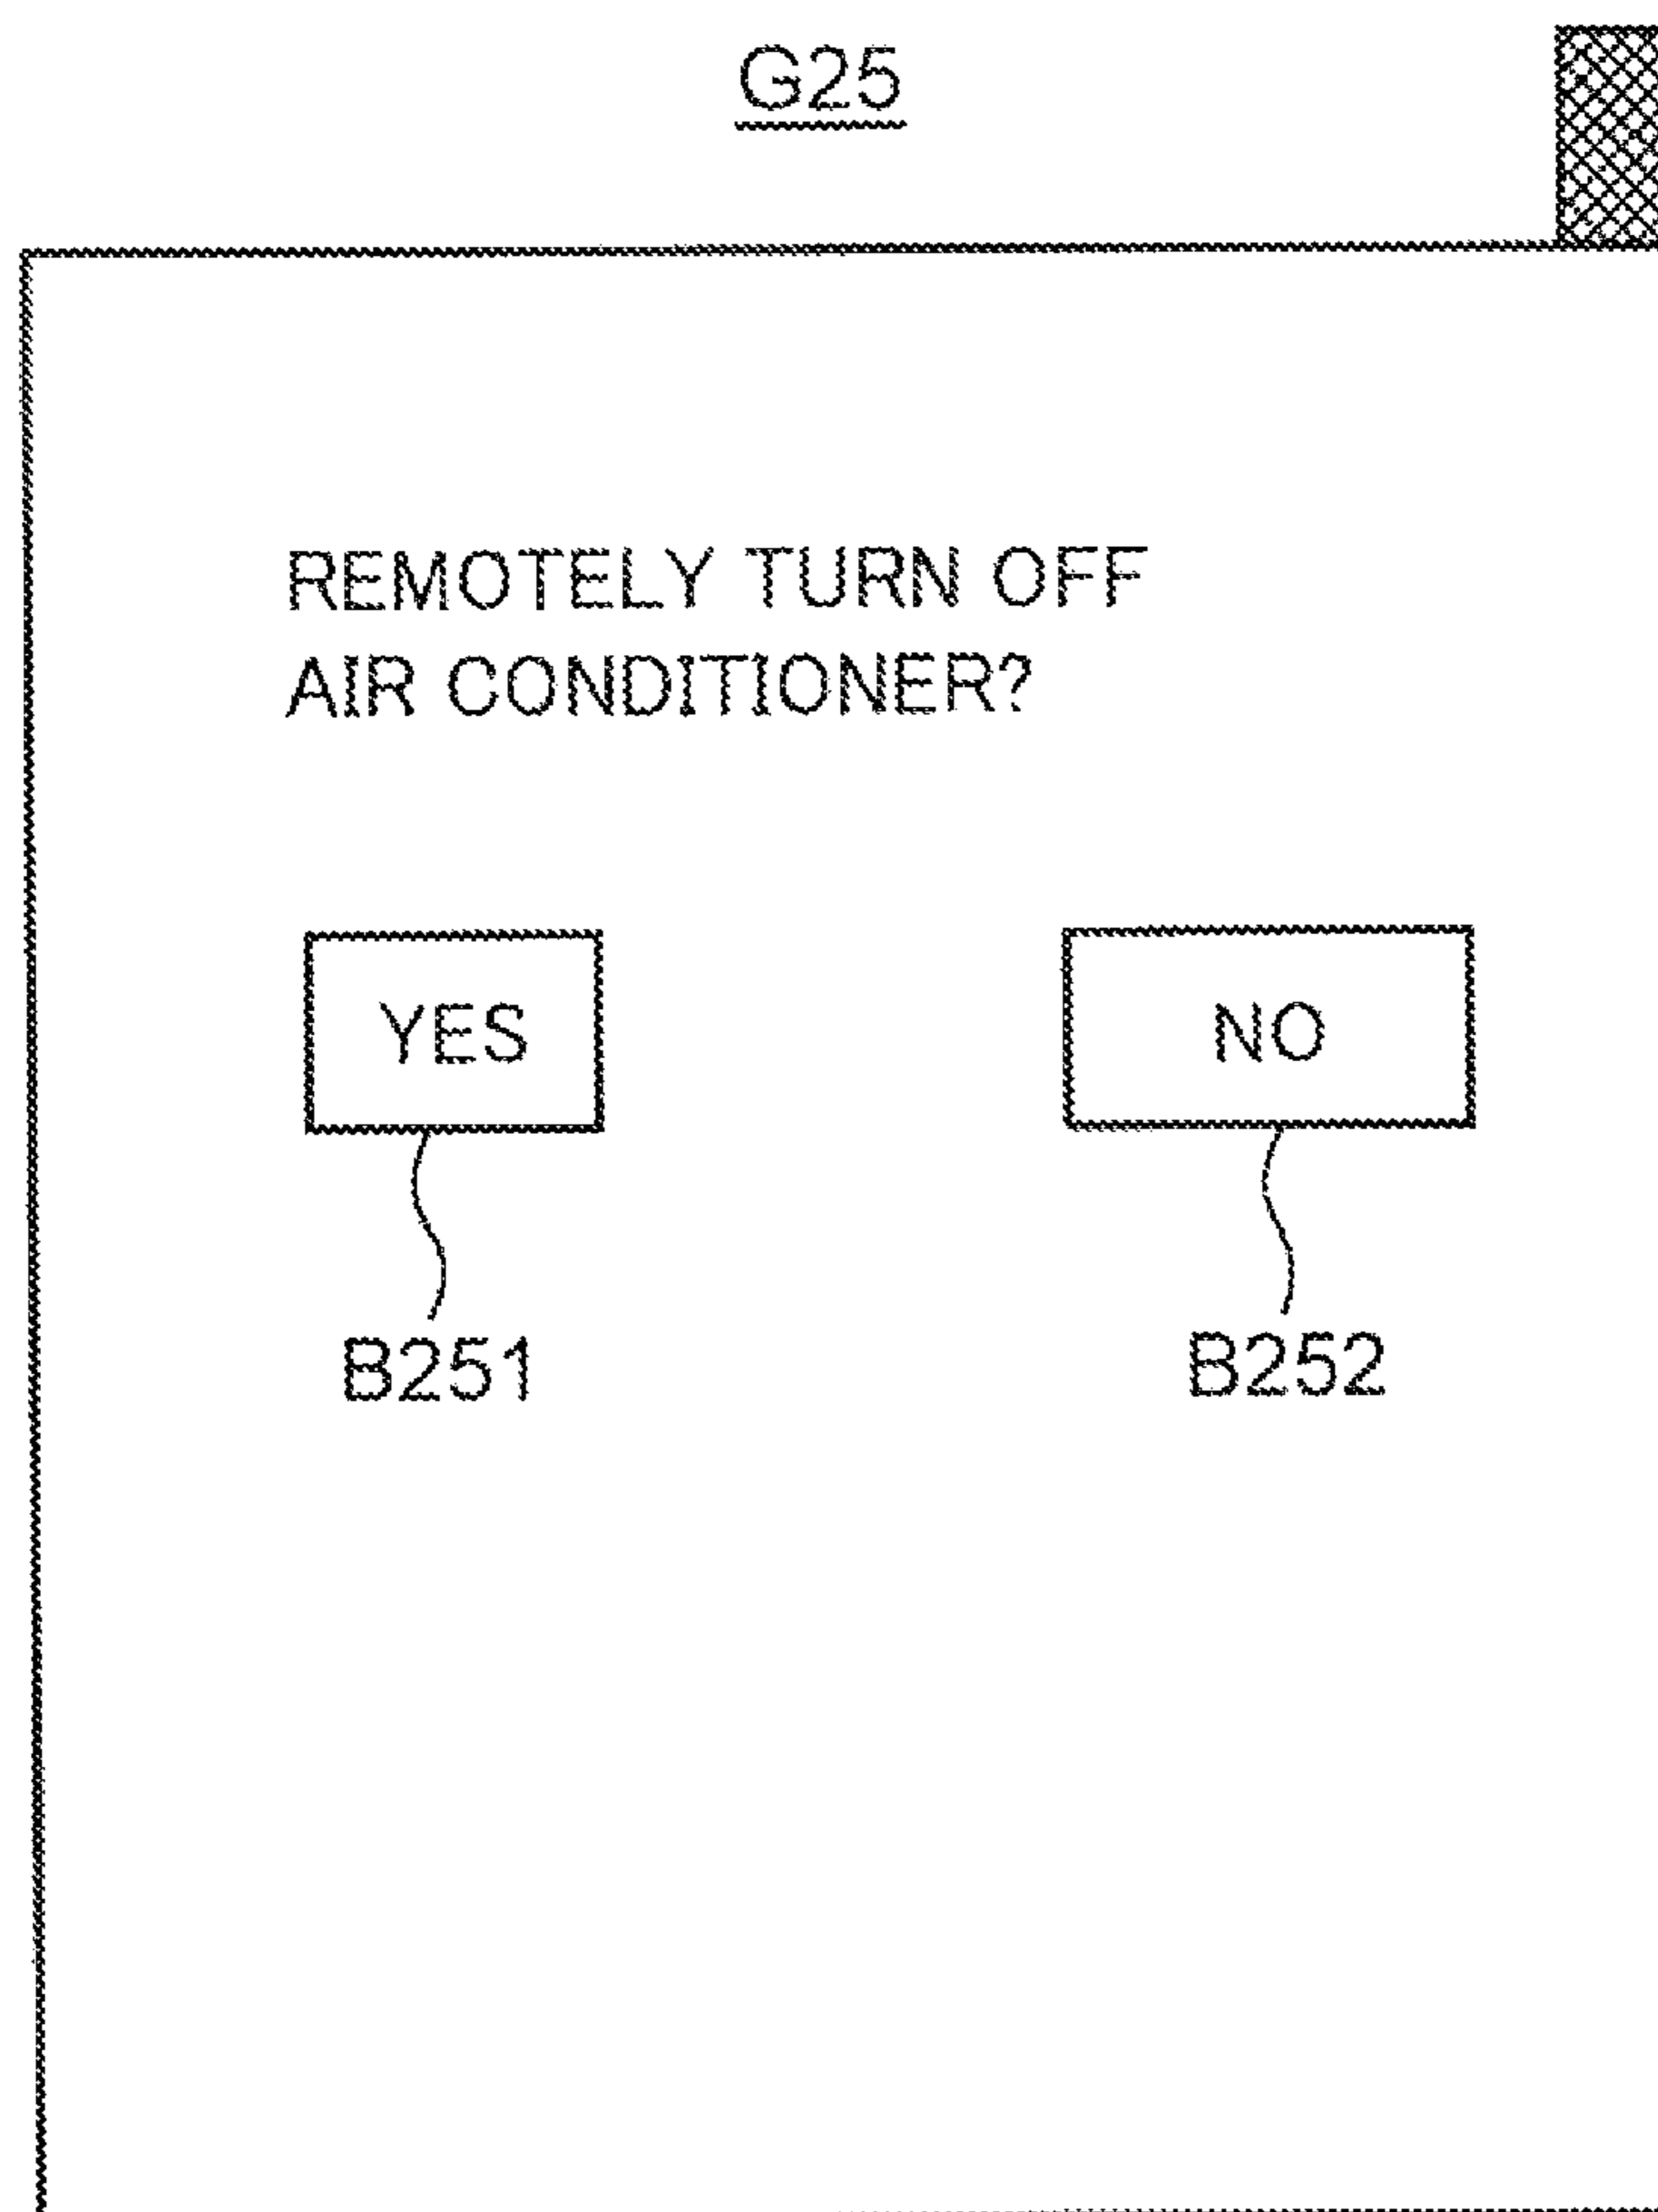 G25
REMOTELY TURN OFF
AIR CONDITIONER?
YES
NO
B251
B252